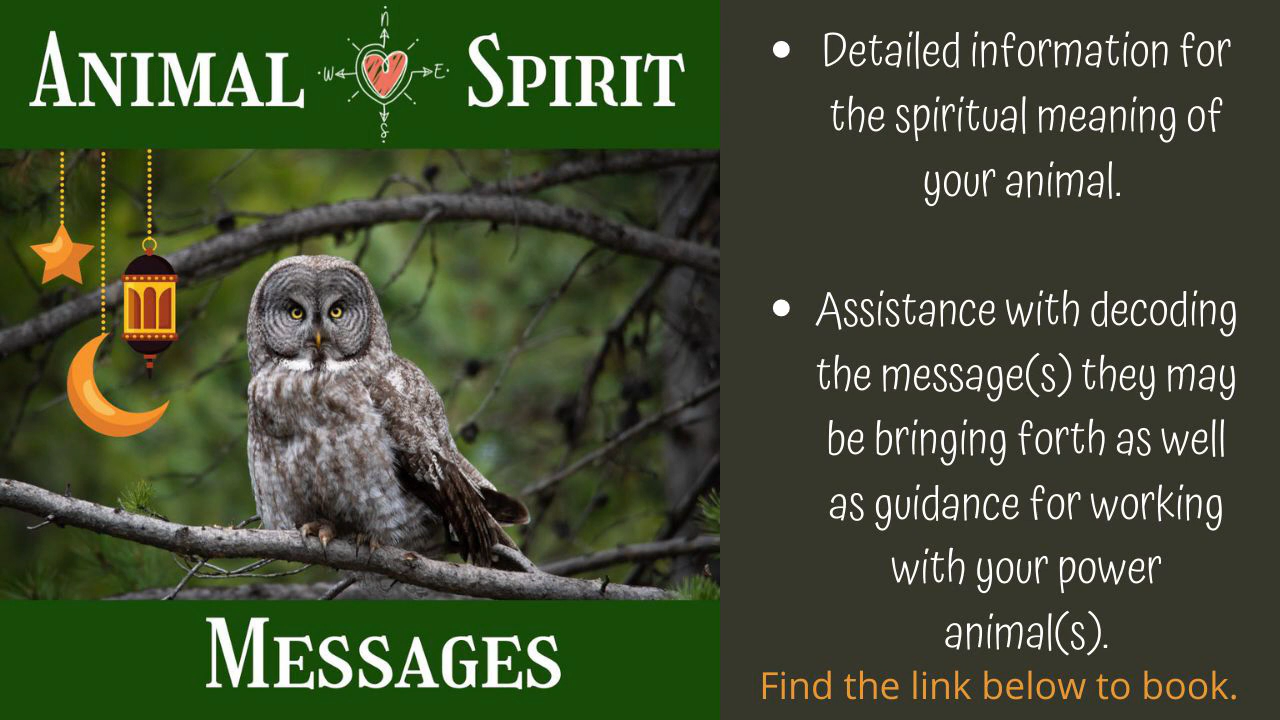 ANIMAL SPIRIT
n
W E
s
MESSAGES
• Detailed information for
the spiritual meaning of
your animal.
• Assistance with decoding
the message(s) they may
be bringing forth as well
as guidance for working
with your power
animal(s).
Find the link below to book.